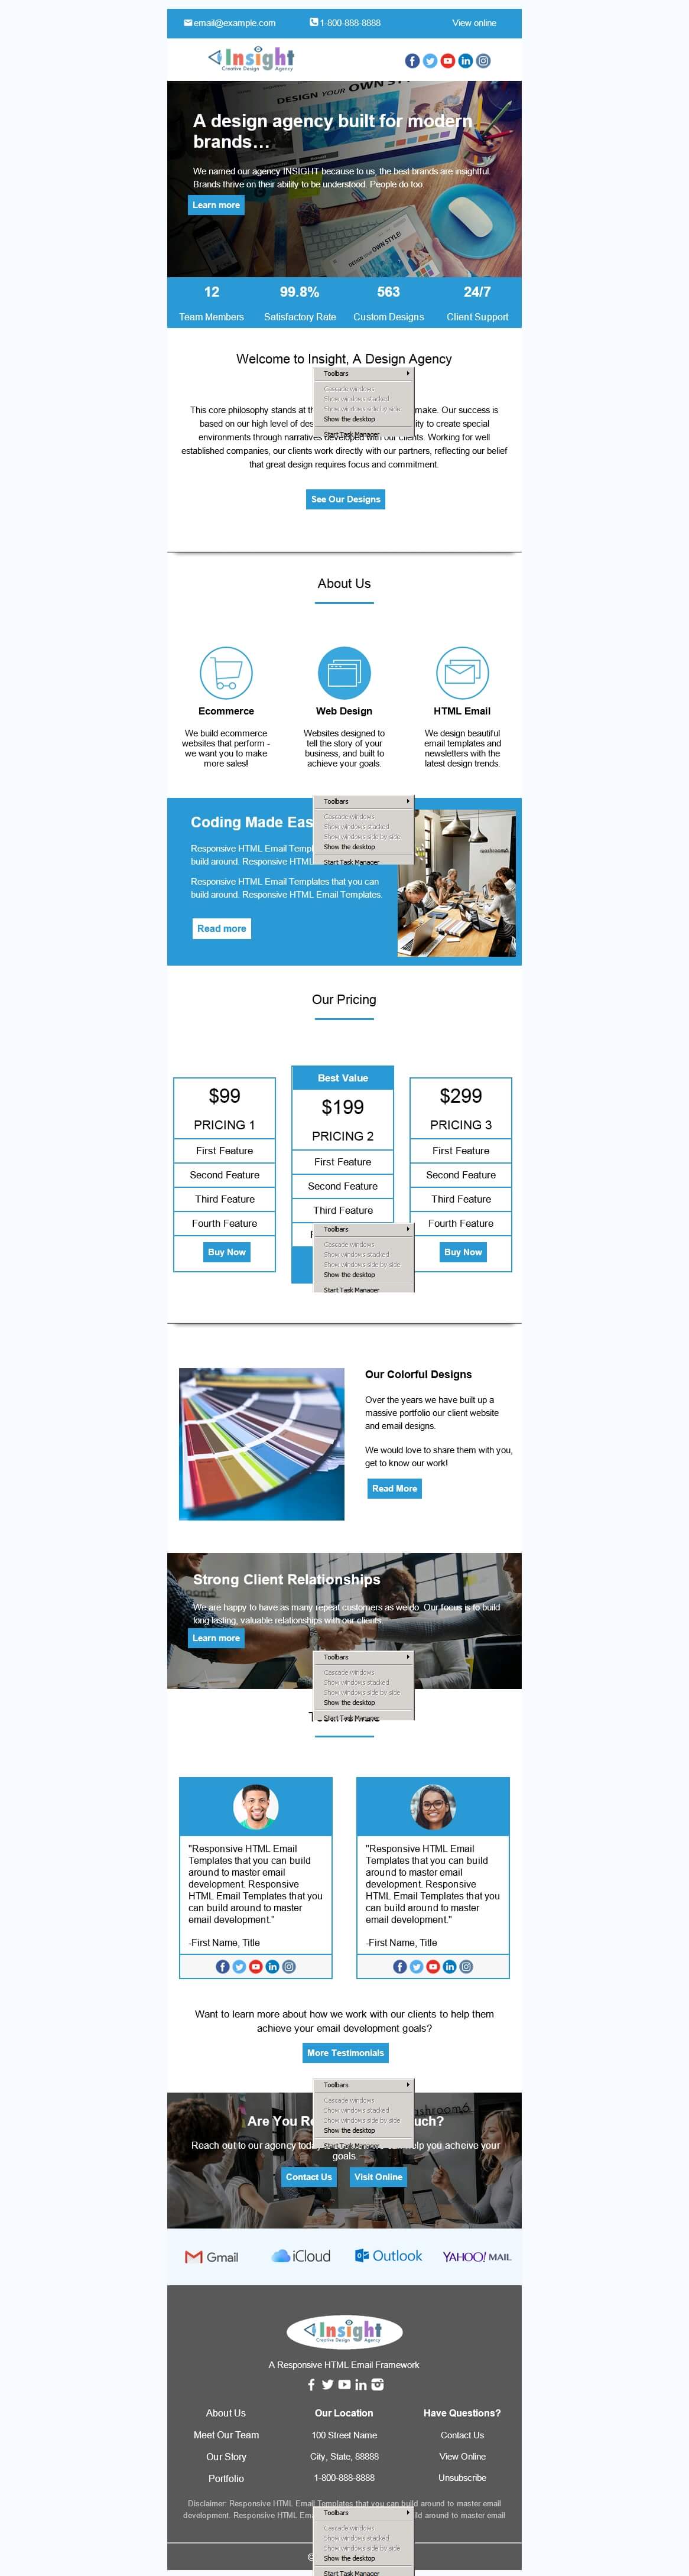 email@example.com
1-800-888-8888
View online
Insight
Creative Design Agency
DESIGN YOUR OWN STYLE!
A design agency built for modern
brands...
We named our agency INSIGHT because to us, the best brands are insightful.
Brands thrive on their ability to be understood. People do too.
Learn more
DESIGN YOUR OWN STYLE!
12
99.8%
563
24/7
Team Members
Satisfactory Rate
Custom Designs
Client Support
Welcome to Insight, A Design Agency
Toolbars
Cascade windows
Show windows stacked
Show windows side by side
Show the desktop
Start Task Manager
This core philosophy stands at th make. Our success is
based on our high level of des ity to create special
environments through narratives developed with our clients. Working for well
established companies, our clients work directly with our partners, reflecting our belief
that great design requires focus and commitment.
See Our Designs
About Us
Ecommerce
We build ecommerce
websites that perform -
we want you to make
more sales!
Web Design
Websites designed to
tell the story of your
business, and built to
achieve your goals.
HTML Email
We design beautiful
email templates and
newsletters with the
latest design trends.
Toolbars
Cascade windows
Show windows stacked
Show windows side by side
Show the desktop
Start Task Manager
Coding Made Eas
Responsive HTML Email Templ
build around. Responsive HTML
Responsive HTML Email Templates that you can
build around. Responsive HTML Email Templates.
Read more
Our Pricing
$99
PRICING 1
First Feature
Second Feature
Third Feature
Fourth Feature
Buy Now
Best Value
$199
PRICING 2
First Feature
Second Feature
Third Feature
$299
PRICING 3
First Feature
Second Feature
Third Feature
Fourth Feature
Buy Now
Toolbars
Cascade windows
Show windows stacked
Show windows side by side
Show the desktop
Start Task Manager
Our Colorful Designs
Over the years we have built up a
massive portfolio our client website
and email designs.
We would love to share them with you,
get to know our work!
Read More
Strong Client Relationships
We are happy to have as many repeat customers as we do. Our focus is to build
long lasting, valuable relationships with our clients.
Learn more
Toolbars
Cascade windows
Show windows stacked
Show windows side by side
Show the desktop
Start Task Manager
"Responsive HTML Email
Templates that you can build
around to master email
development. Responsive
HTML Email Templates that you
can build around to master
email development."
-First Name, Title
"Responsive HTML Email
Templates that you can build
around to master email
development. Responsive
HTML Email Templates that you
can build around to master
email development."
-First Name, Title
Want to learn more about how we work with our clients to help them
achieve your email development goals?
More Testimonials
Toolbars
Cascade windows
Show windows stacked
Show windows side by side
Show the desktop
Start Task Manager
Are You Re uch?
Reach out to our agency today help you acheive your
goals.
Contact Us
Visit Online
Gmail
iCloud
Outlook
YAHOO! MAIL
Insight
Creative Design Agency
A Responsive HTML Email Framework
About Us
Meet Our Team
Our Story
Portfolio
Our Location
100 Street Name
City, State, 88888
1-800-888-8888
Have Questions?
Contact Us
View Online
Unsubscribe
Disclaimer: Responsive HTML Email Templates that you can build around to master email
development. Responsive HTML Em ild around to master email
Toolbars
Cascade windows
Show windows stacked
Show windows side by side
Show the desktop
Start Task Manager
©